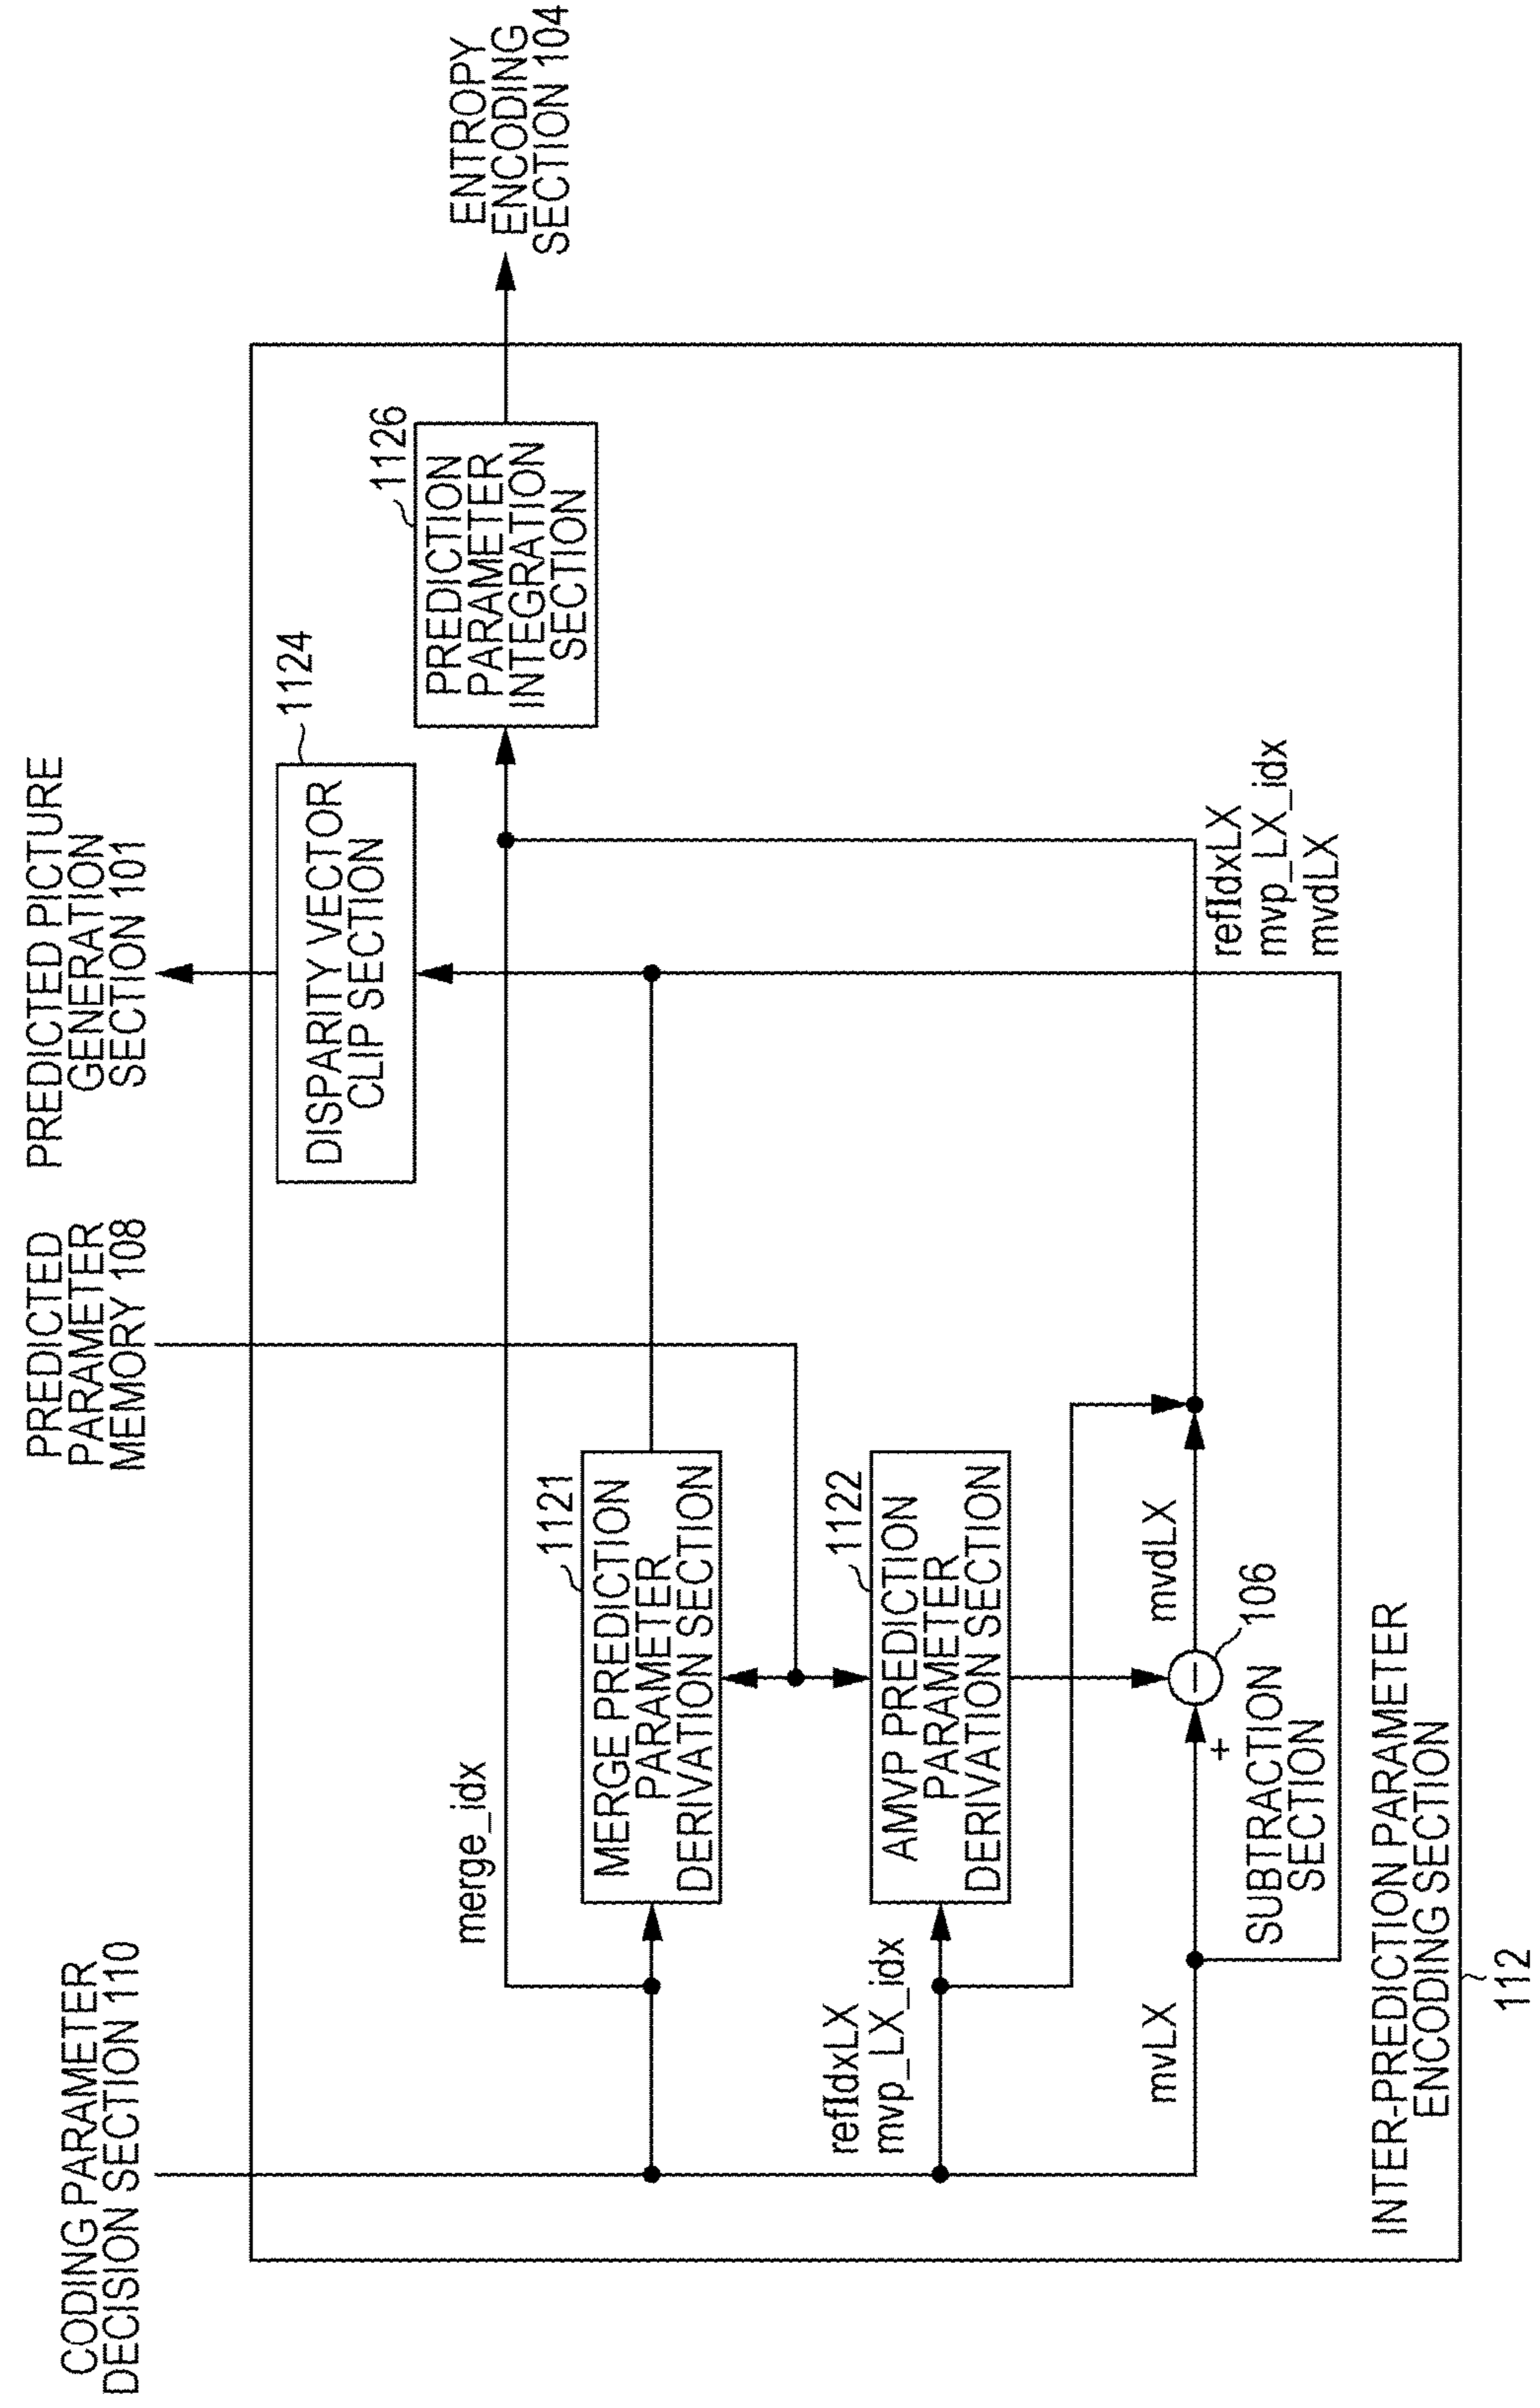 CODING PARAMETER
DECISION SECTION 110
PREDICTED
PARAMETER
MEMORY 108
PREDICTED PICTURE
GENERATION
SECTION 101
DISPARITY VECTOR
CLIP SECTION
1124
merge_idx
PREDICTION
PARAMETER
INTEGRATION
SECTION
1126
ENTROPY
ENCODING
SECTION 104
MERGE PREDICTION
PARAMETER
DERIVATION SECTION
1121
refIdxLX
mvp_LX_idx
AMVP PREDICTION
PARAMETER
DERIVATION SECTION
1122
mvLX
+
−
mvdLX
106
SUBTRACTION
SECTION
refIdxLX
mvp_LX_idx
mvdLX
INTER-PREDICTION PARAMETER
ENCODING SECTION
112